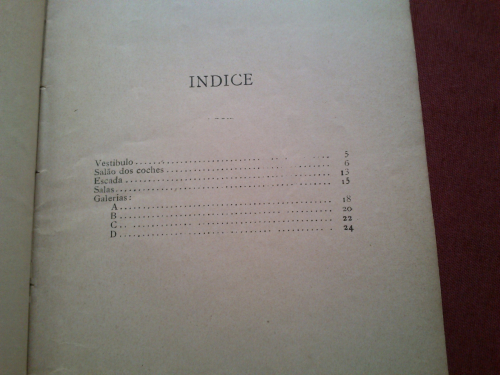 INDICE
Vestibulo........................ 5
Salão dos coches........................ 6
Escada........................ 13
Salas........................ 15
Galerias:
A........................ 18
B........................ 20
C........................ 22
D........................ 24